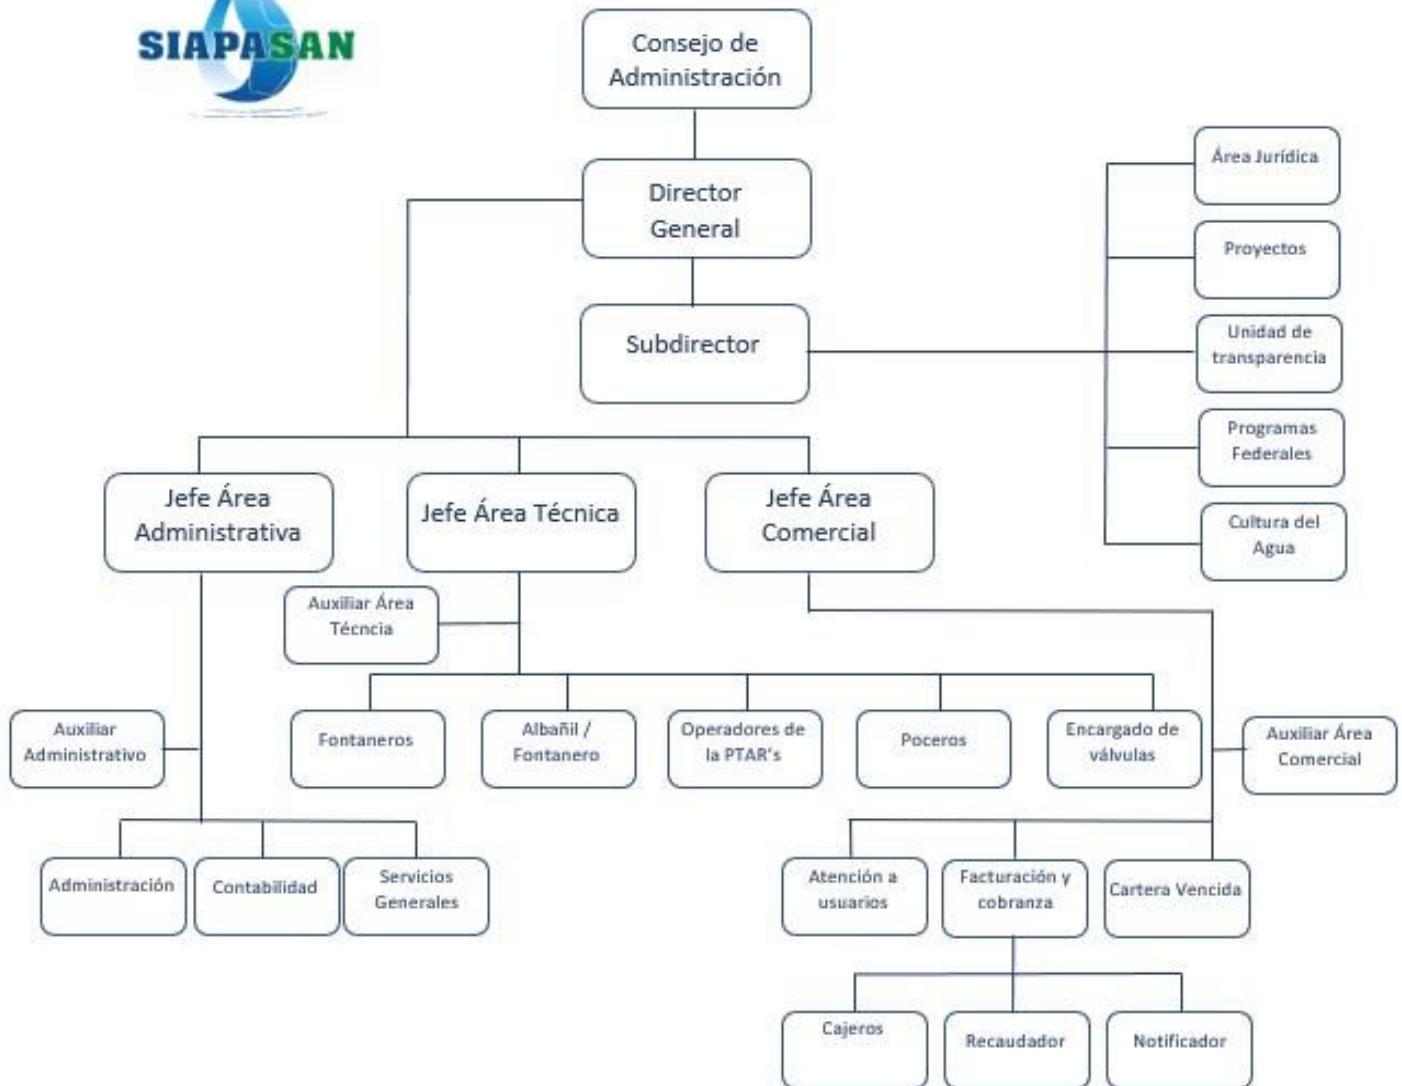 SIAPASAN
Consejo de
Administración
Director
General
Subdirector
Área Jurídica
Proyectos
Unidad de
transparencia
Programas
Federales
Cultura del
Agua
Jefe Área
Administrativa
Jefe Área Técnica
Jefe Área
Comercial
Auxiliar Área
Técncia
Auxiliar
Administrativo
Fontaneros
Albañil /
Fontanero
Operadores de
la PTAR's
Poceros
Encargado de
válvulas
Auxiliar Área
Comercial
Administración
Contabilidad
Servicios
Generales
Atención a
usuarios
Facturación y
cobranza
Cartera Vencida
Cajeros
Recaudador
Notificador